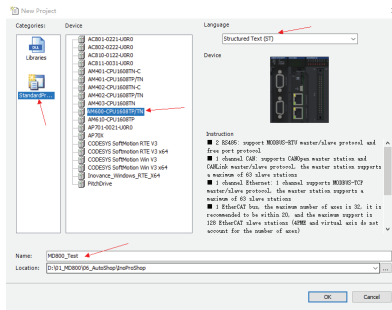 New Project
Categories:
Device
Language
Libraries
StandardPr...
AC801-0221-U0R0
AC802-0222-U0R0
AC810-0122-U0R0
AC810-0031-U0R0
AM401-CPU1608TN-C
AM401-CPU1608TP/TN
AM402-CPU1608TN-C
AM402-CPU1608TP/TN
AM403-CPU1608TN
AM600-CPU1608TP/TN
AM610-CPU1608TP
AP701-0021-U0R0
AP70X
CODESYS SoftMotion RTE V3
CODESYS SoftMotion RTE V3 x64
CODESYS SoftMotion Win V3
CODESYS SoftMotion Win V3 x64
Inovance_Windows_RTE_X64
PitchDrive
Structured Text (ST)
Device
Instruction
■ 2 RS485: support MODBUS-RTU master/slave protocol and
free port protocol
■ 1 channel CAN: supports CANOpen master station and
CANLink master/slave protocol, the master station supports
a maximum of 63 slave stations
■ 1 channel Ethernet: 1 channel supports MODBUS-TCP
master/slave protocol, the master station supports a
maximum of 63 slave stations
■ 1 EtherCAT bus, the maximum number of axes is 32, it is
recommended to be within 20, and the maximum support is
128 EtherCAT slave stations (4PME and virtual axis do not
account for the number of axes)
Name:
MD800_Test
Location:
D:\01_MD800\06_AutoShop\InoProShop
...
OK
Cancel